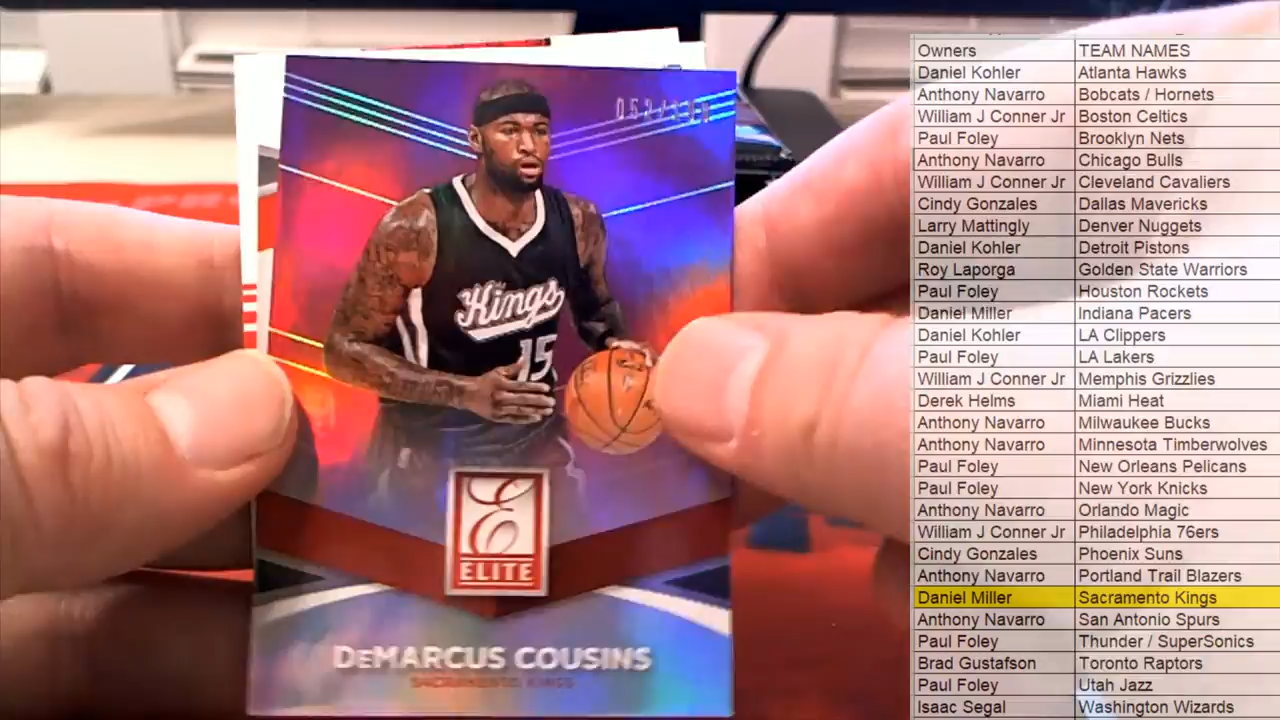 Kings
15
E
ELITE
DeMARCUS COUSINS
SACRAMENTO KINGS
Owners TEAM NAMES
Daniel Kohler Atlanta Hawks
Anthony Navarro Bobcats / Hornets
William J Conner Jr Boston Celtics
Paul Foley Brooklyn Nets
Anthony Navarro Chicago Bulls
William J Conner Jr Cleveland Cavaliers
Cindy Gonzales Dallas Mavericks
Larry Mattingly Denver Nuggets
Daniel Kohler Detroit Pistons
Roy Laporga Golden State Warriors
Paul Foley Houston Rockets
Daniel Miller Indiana Pacers
Daniel Kohler LA Clippers
Paul Foley LA Lakers
William J Conner Jr Memphis Grizzlies
Derek Helms Miami Heat
Anthony Navarro Milwaukee Bucks
Anthony Navarro Minnesota Timberwolves
Paul Foley New Orleans Pelicans
Paul Foley New York Knicks
Anthony Navarro Orlando Magic
William J Conner Jr Philadelphia 76ers
Cindy Gonzales Phoenix Suns
Anthony Navarro Portland Trail Blazers
Daniel Miller Sacramento Kings
Anthony Navarro San Antonio Spurs
Paul Foley Thunder / SuperSonics
Brad Gustafson Toronto Raptors
Paul Foley Utah Jazz
Isaac Segal Washington Wizards